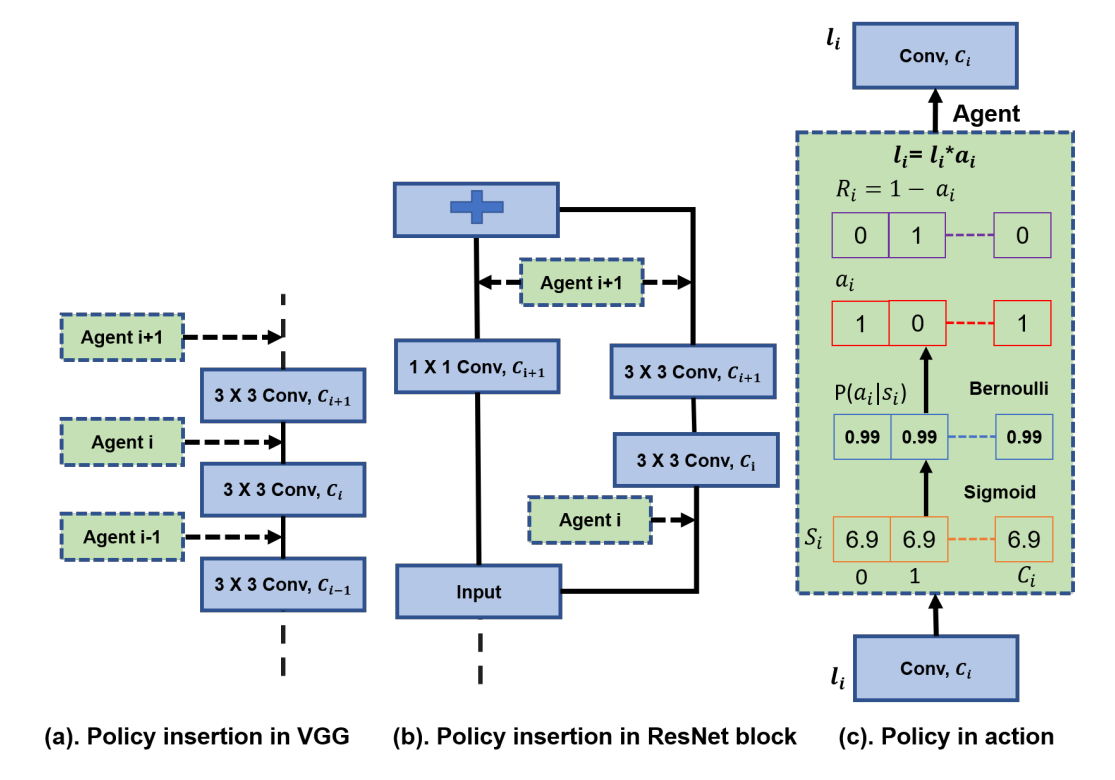 Agent i+1
3 X 3 Conv, C_{i+1}
Agent i
3 X 3 Conv, C_i
Agent i-1
3 X 3 Conv, C_{i−1}
(a). Policy insertion in VGG
Agent i+1
1 X 1 Conv, C_{i+1}
3 X 3 Conv, C_{i+1}
3 X 3 Conv, C_i
Agent i
Input
(b). Policy insertion in ResNet block
l_i
Conv, C_i
Agent
l_i= l_i*a_i
R_i = 1 − a_i
0 1 0
a_i
1 0 1
P(a_i|s_i)
Bernoulli
0.99 0.99 0.99
Sigmoid
S_i 6.9 6.9 6.9
0 1 C_i
l_i
Conv, C_i
(c). Policy in action